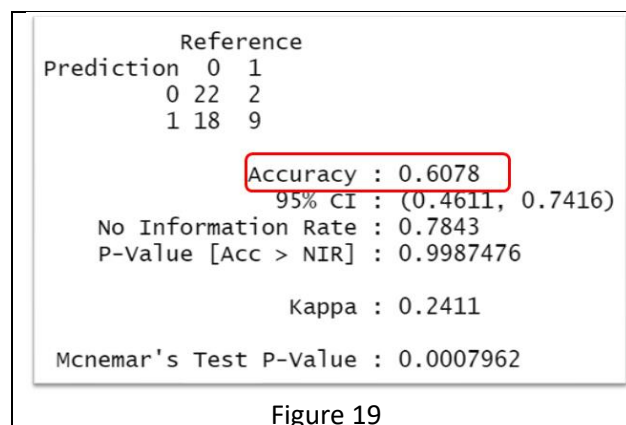 Reference
Prediction 0 1
0 22 2
1 18 9
Accuracy : 0.6078
95% CI : (0.4611, 0.7416)
No Information Rate : 0.7843
P-Value [Acc > NIR] : 0.9987476
Kappa : 0.2411
Mcnemar's Test P-Value : 0.0007962
Figure 19